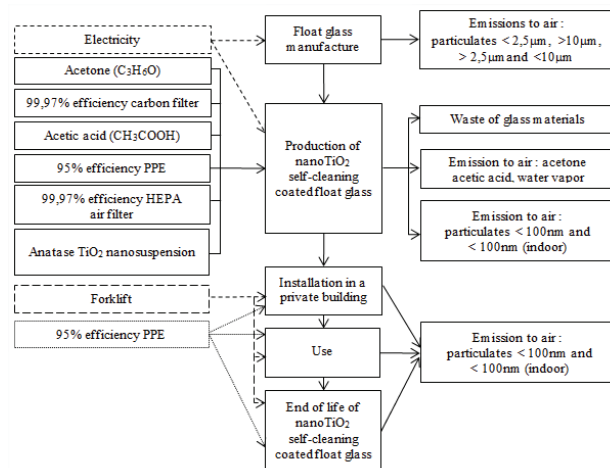 Electricity
Acetone (C3H6O)
99,97% efficiency carbon filter
Acetic acid (CH3COOH)
95% efficiency PPE
99,97% efficiency HEPA
air filter
Anatase TiO2 nanosuspension
Forklift
95% efficiency PPE
Float glass
manufacture
Production of
nanoTiO2
self-cleaning
coated float glass
Installation in a
private building
Use
End of life of
nanoTiO2
self-cleaning
coated float glass
Emissions to air :
particulates < 2,5µm, >10µm,
> 2,5µm and <10µm
Waste of glass materials
Emission to air : acetone
acetic acid, water vapor
Emission to air :
particulates < 100nm and
< 100nm (indoor)
Emission to air :
particulates < 100nm and
< 100nm (indoor)